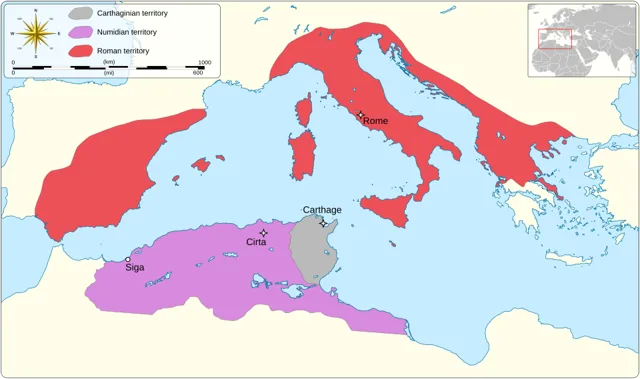 N
W
E
S
Carthaginian territory
Numidian territory
Roman territory
0 (km) 1000
0 (mi) 600
Rome
Carthage
Cirta
Siga